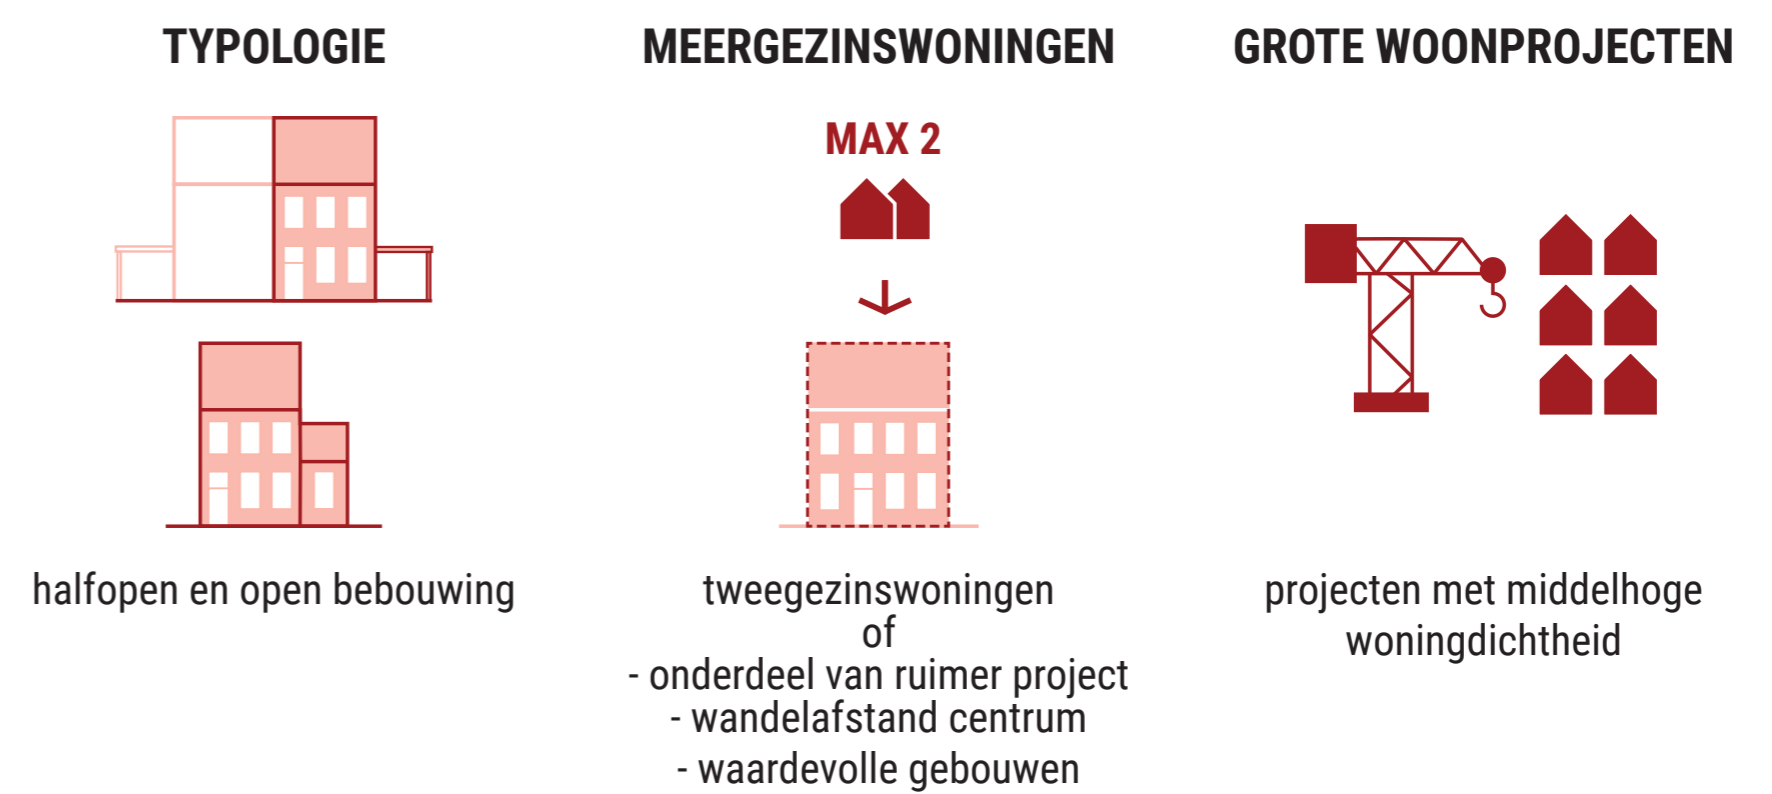 TYPOLOGIE
halfopen en open bebouwing
MEERGEZINSWONINGEN
MAX 2
tweegezinswoningen
of
- onderdeel van ruimer project
- wandelafstand centrum
- waardevolle gebouwen
GROTE WOONPROJECTEN
projecten met middelhoge
woningdichtheid